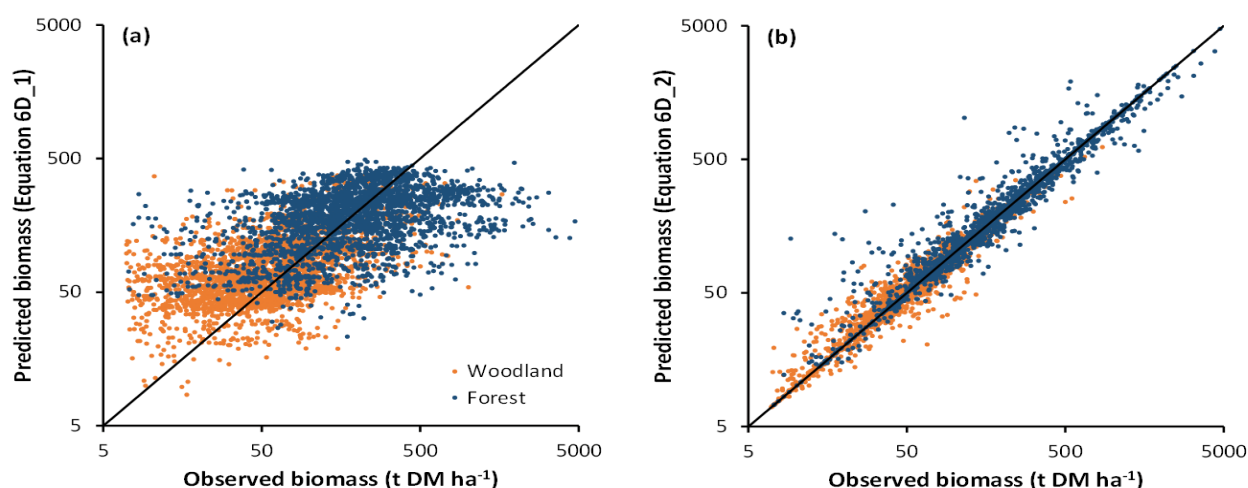 (a)
Predicted biomass (Equation 6D_1)
5000
500
50
5
5
50
500
5000
Observed biomass (t DM ha⁻¹)
Woodland
Forest
(b)
Predicted biomass (Equation 6D_2)
5000
500
50
5
5
50
500
5000
Observed biomass (t DM ha⁻¹)